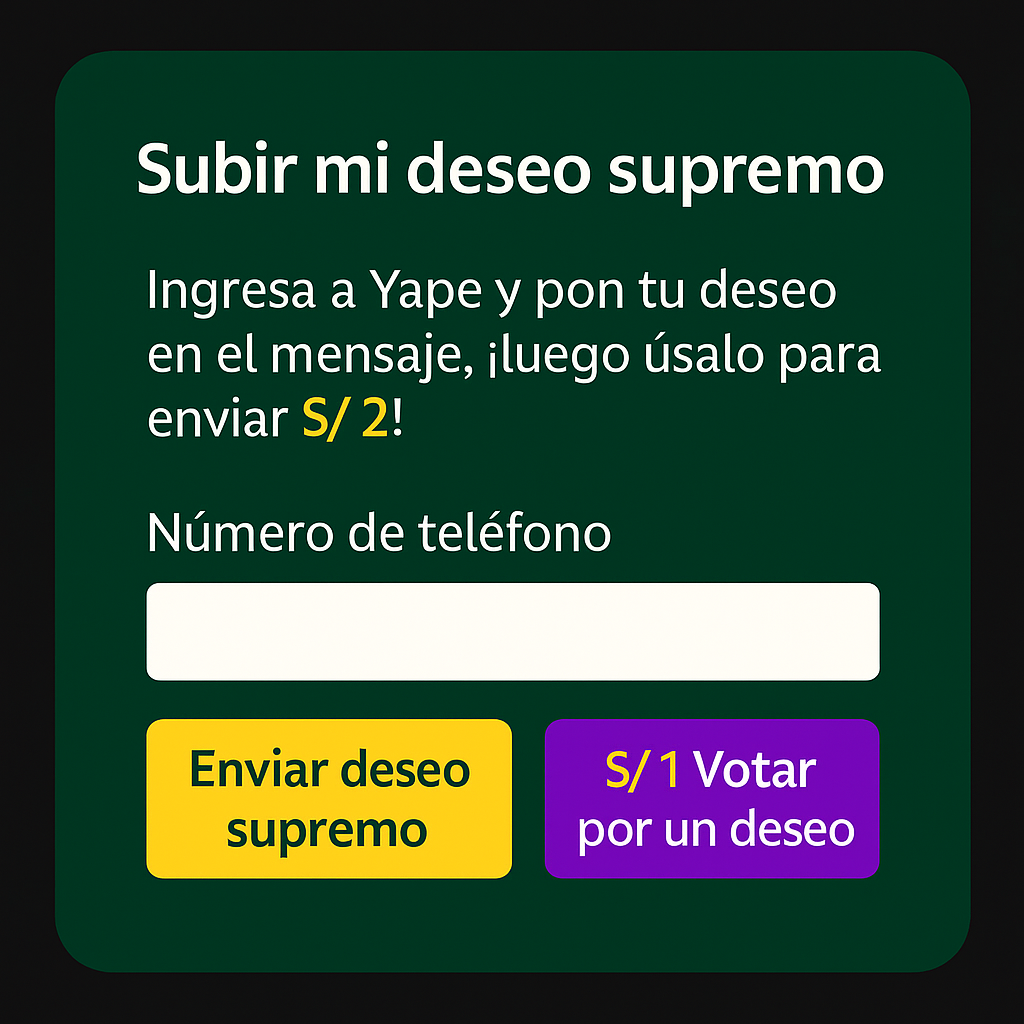 Subir mi deseo supremo
Ingresa a Yape y pon tu deseo
en el mensaje, ¡luego úsalo para
enviar S/ 2!
Número de teléfono
Enviar deseo
supremo
S/ 1 Votar
por un deseo